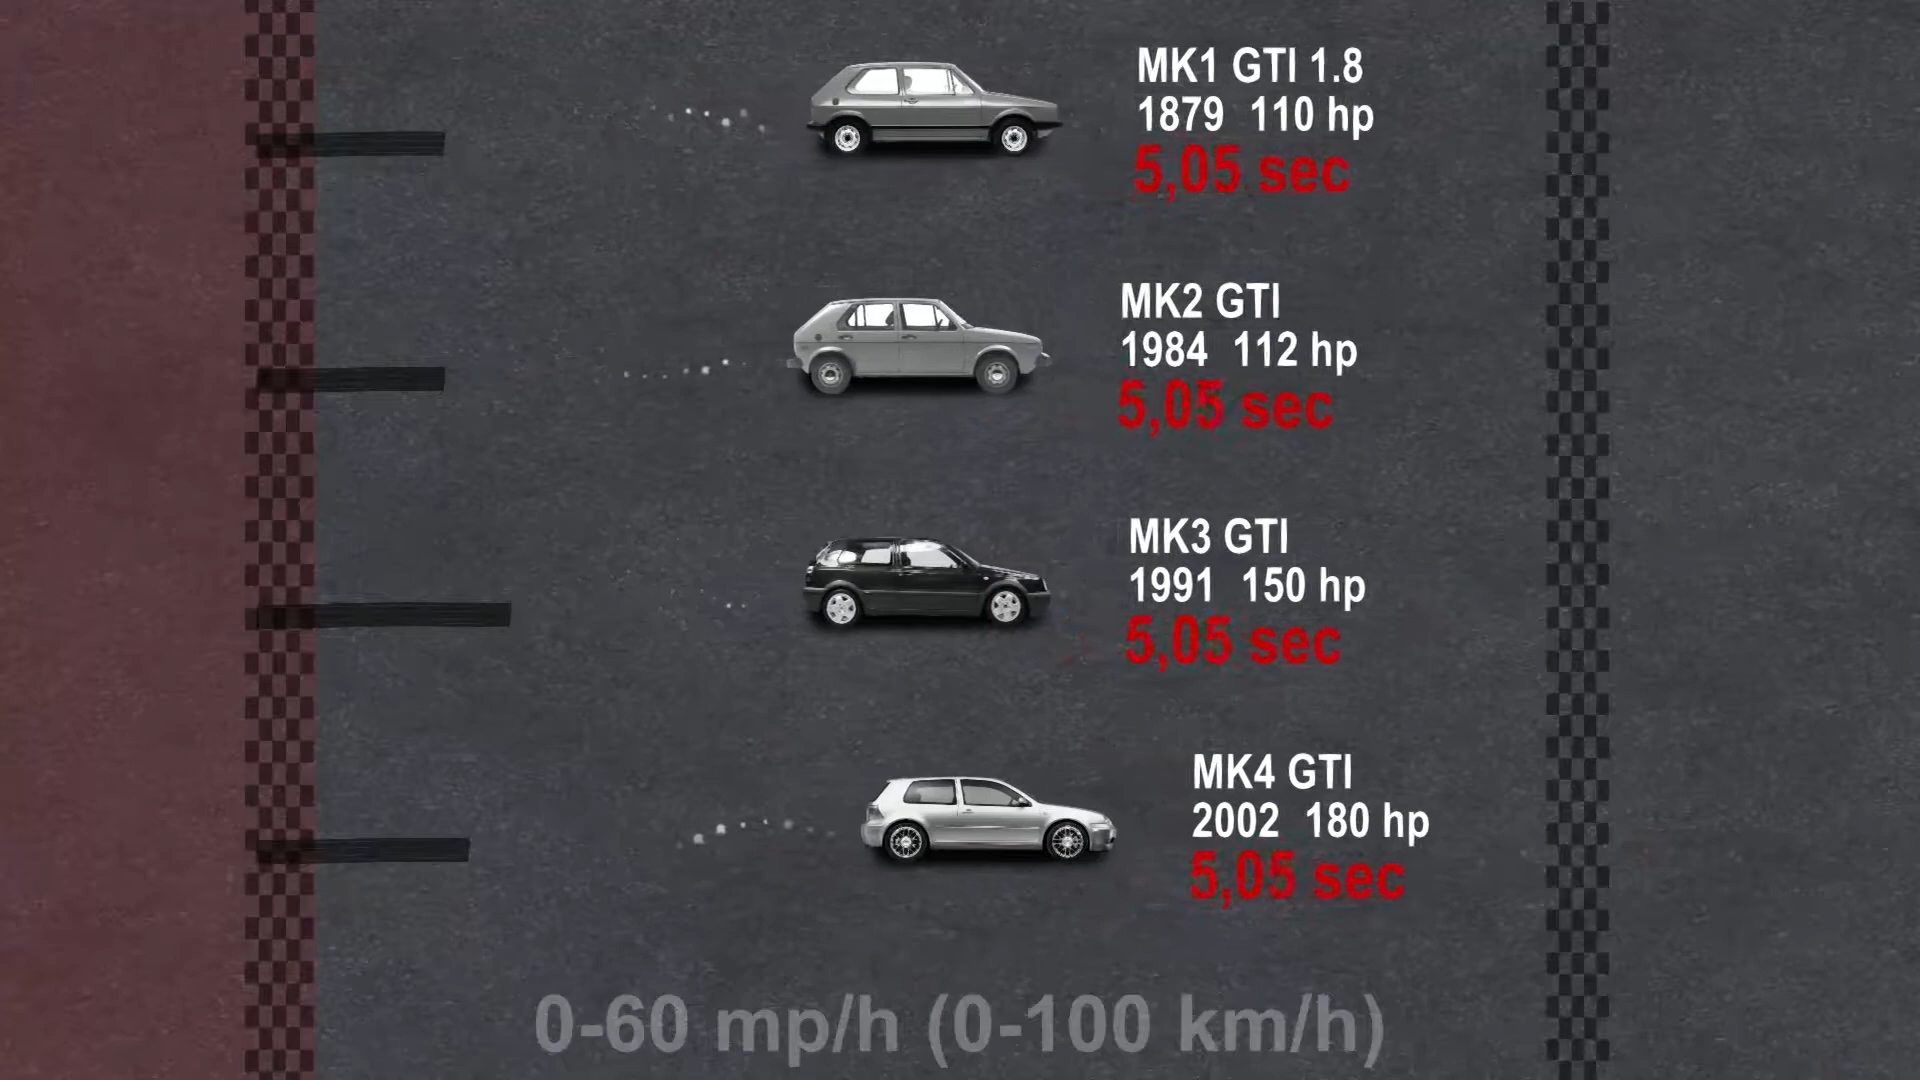 MK1 GTI 1.8
1879 110 hp
5,05 sec
MK2 GTI
1984 112 hp
5,05 sec
MK3 GTI
1991 150 hp
5,05 sec
MK4 GTI
2002 180 hp
5,05 sec
0-60 mp/h (0-100 km/h)